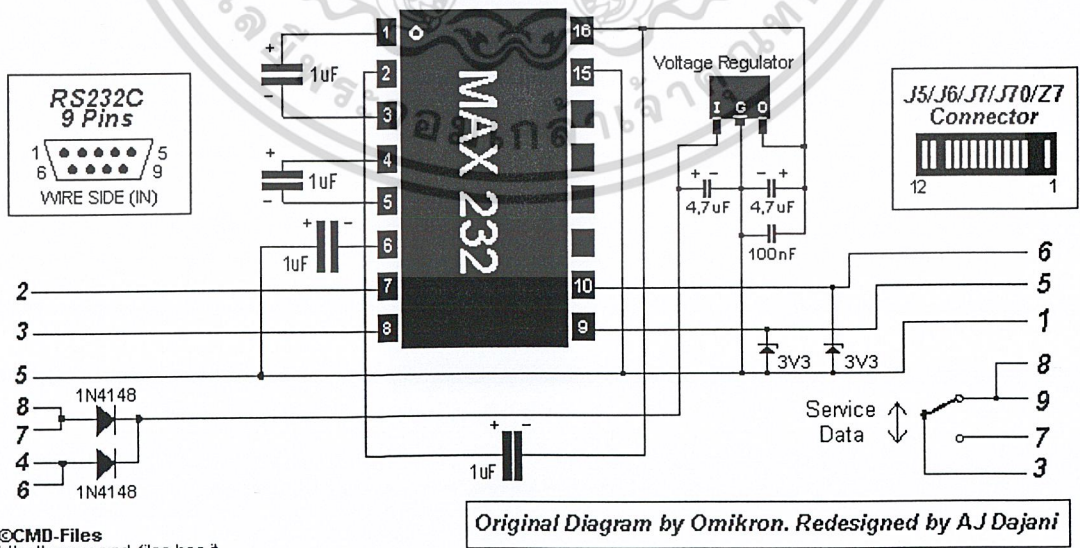 RS232C
9 Pins
1 5
6 9
WIRE SIDE (IN)
1
2
3
4
5
6
7
8
16
15
10
9
MAX 232
+
1uF
-
+
1uF
-
+ -
1uF
Voltage Regulator
I G O
+ - - +
4,7uF 4,7uF
100nF
J5/J6/J7/J70/Z7
Connector
12 1
2
3
5
8
7
4
6
1N4148
1N4148
+ -
1uF
3V3 3V3
6
5
1
8
9
7
3
Service
Data
©CMD-Files
Original Diagram by Omikron. Redesigned by AJ Dajani